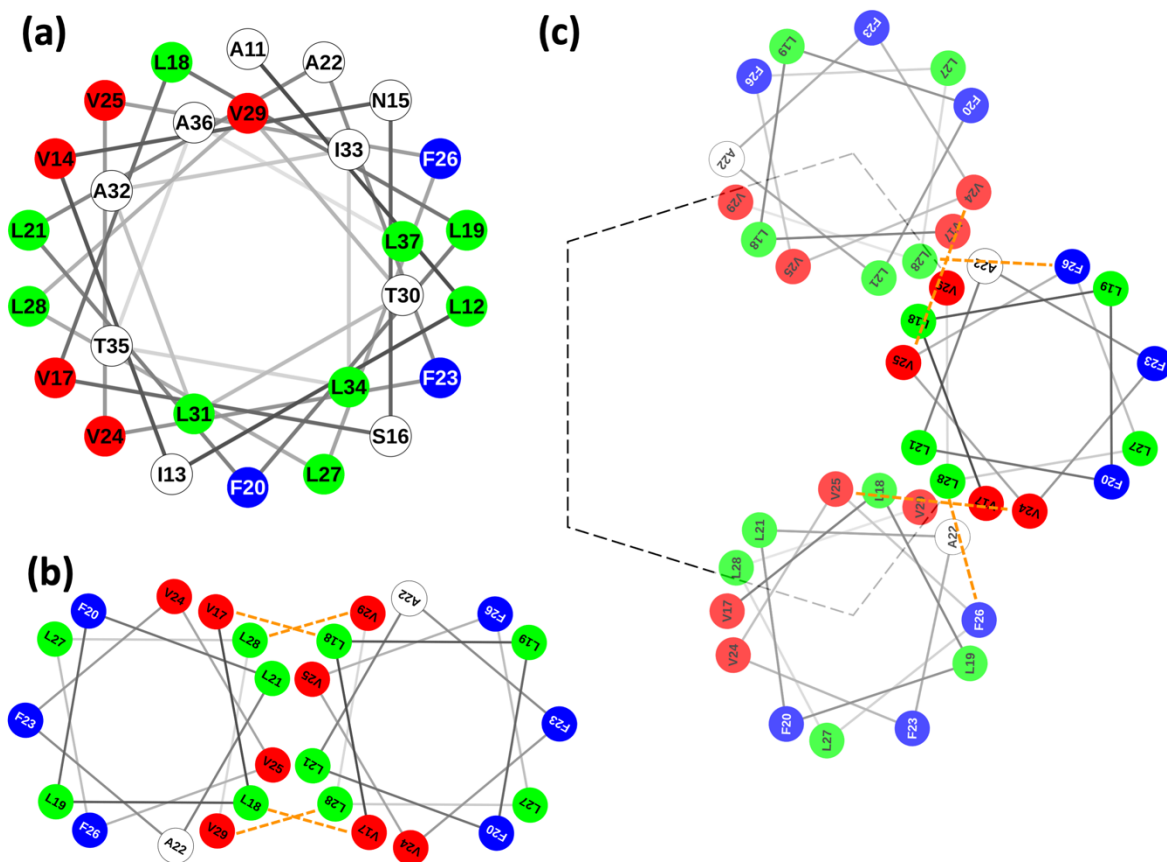 (a)
A11
L18
A22
V25
N15
V29
A36
I33
V14
F26
A32
L21
L19
L37
T30
L28
L12
T35
V17
F23
L34
L31
V24
S16
I13
L27
F20
(b)
V24
A22
F20
V17
V29
F26
L27
L28
L18
L19
L21
V25
F23
F23
V25
L21
L19
L18
L28
L27
F26
V29
V17
F20
A22
V24
(c)
F23
L19
L27
F26
F20
A22
V24
V29
V17
L18
L28
V25
L21
A22
F26
L19
L18
V25
F23
L21
L27
L28
F20
V17
V24
V25
L18
L21
A22
L28
V17
F26
V24
L19
F20
F23
L27